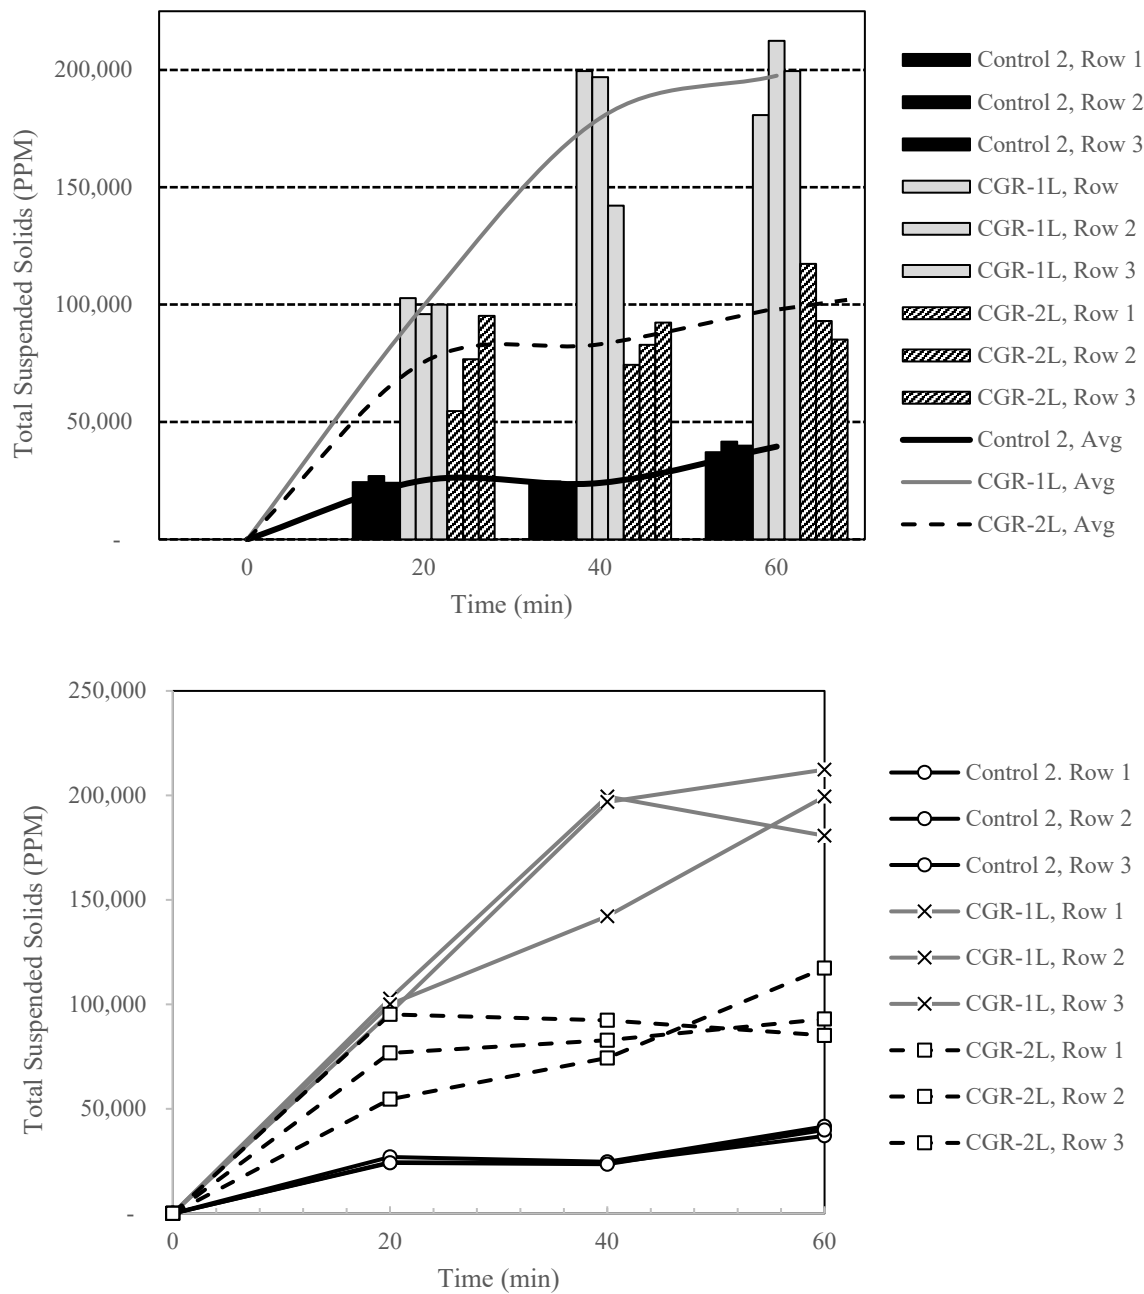 Total Suspended Solids (PPM)
200,000
150,000
100,000
50,000
-
0
20
40
60
Time (min)
Control 2, Row 1
Control 2, Row 2
Control 2, Row 3
CGR-1L, Row
CGR-1L, Row 2
CGR-1L, Row 3
CGR-2L, Row 1
CGR-2L, Row 2
CGR-2L, Row 3
Control 2, Avg
CGR-1L, Avg
CGR-2L, Avg
Total Suspended Solids (PPM)
250,000
200,000
150,000
100,000
50,000
-
0
20
40
60
Time (min)
Control 2. Row 1
Control 2, Row 2
Control 2, Row 3
CGR-1L, Row 1
CGR-1L, Row 2
CGR-1L, Row 3
CGR-2L, Row 1
CGR-2L, Row 2
CGR-2L, Row 3